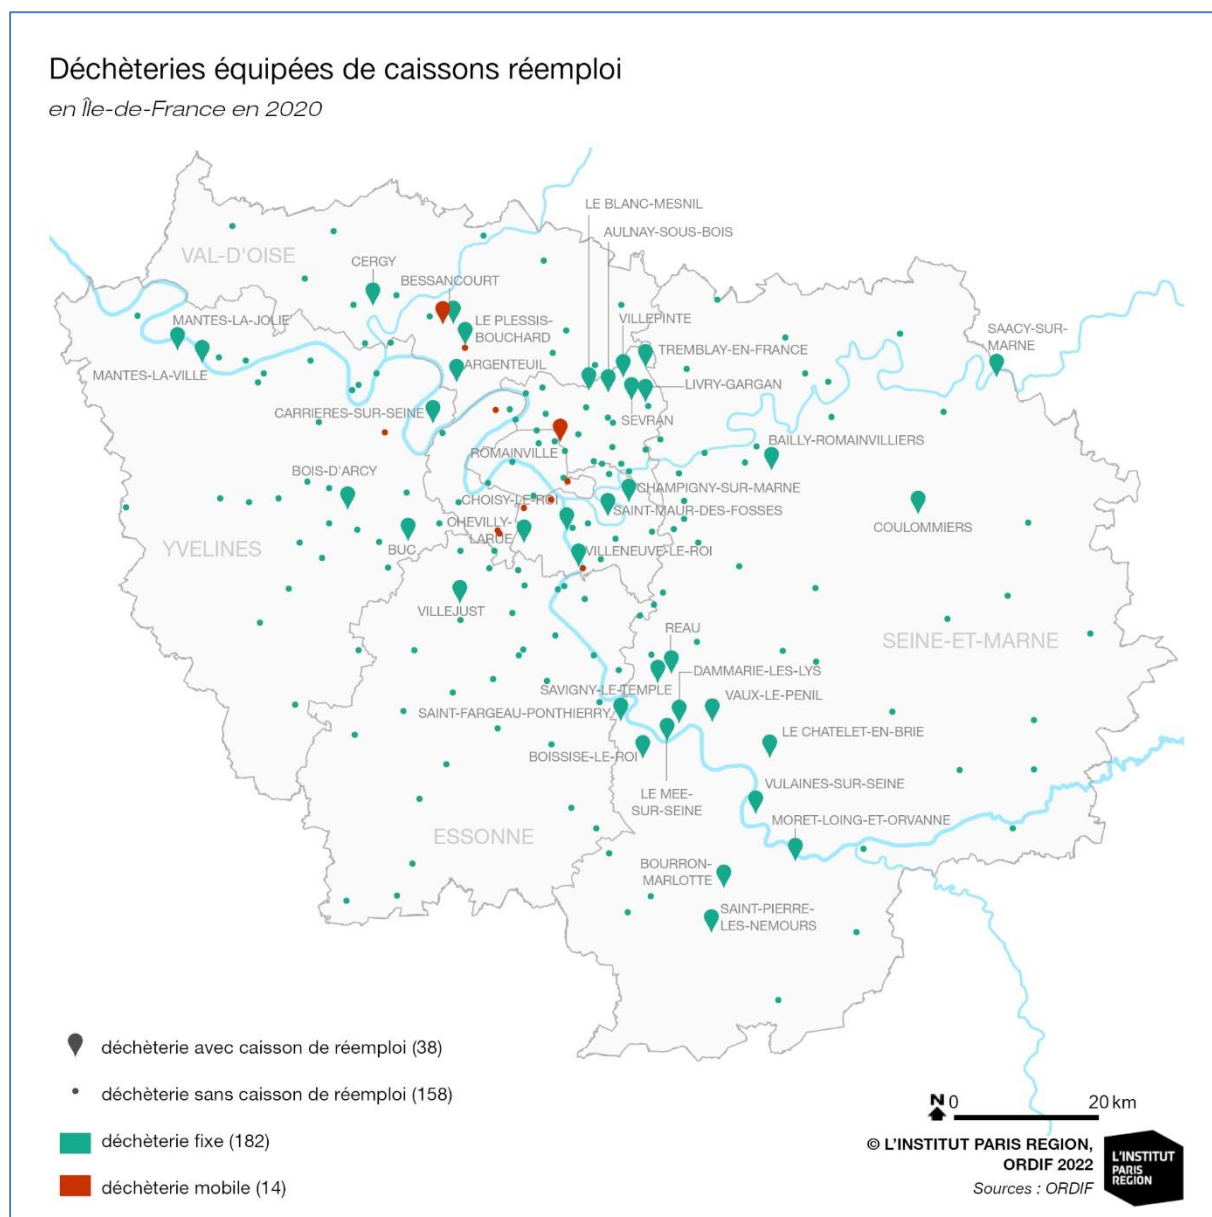 Déchèteries équipées de caissons réemploi
en Île-de-France en 2020
LE BLANC-MESNIL
AULNAY-SOUS-BOIS
VAL-D'OISE
CERGY
BESSANCOURT
MANTES-LA-JOLIE
LE PLESSIS-
BOUCHARD
VILLEPINTE
SAACY-SUR-
MARNE
TREMBLAY-EN-FRANCE
MANTES-LA-VILLE
ARGENTEUIL
LIVRY-GARGAN
CARRIERES-SUR-SEINE
SEVRAN
BAILLY-ROMAINVILLIERS
ROMAINVILLE
BOIS-D'ARCY
CHAMPIGNY-SUR-MARNE
CHOISY-LE-ROI
SAINT-MAUR-DES-FOSSES
CHEVILLY-
LARUE
COULOMMIERS
YVELINES
BUC
VILLENEUVE-LE-ROI
VILLEJUST
REAU
SEINE-ET-MARNE
DAMMARIE-LES-LYS
SAVIGNY-LE-TEMPLE
VAUX-LE-PENIL
SAINT-FARGEAU-PONTHIERRY
LE CHATELET-EN-BRIE
BOISSISE-LE-ROI
VULAINES-SUR-SEINE
LE MEE-
SUR-SEINE
MORET-LOING-ET-ORVANNE
ESSONNE
BOURRON-
MARLOTTE
SAINT-PIERRE-
LES-NEMOURS
déchèterie avec caisson de réemploi (38)
déchèterie sans caisson de réemploi (158)
déchèterie fixe (182)
déchèterie mobile (14)
N 0 20 km
© L'INSTITUT PARIS REGION,
ORDIF 2022
Sources : ORDIF
L'INSTITUT
PARIS
REGION